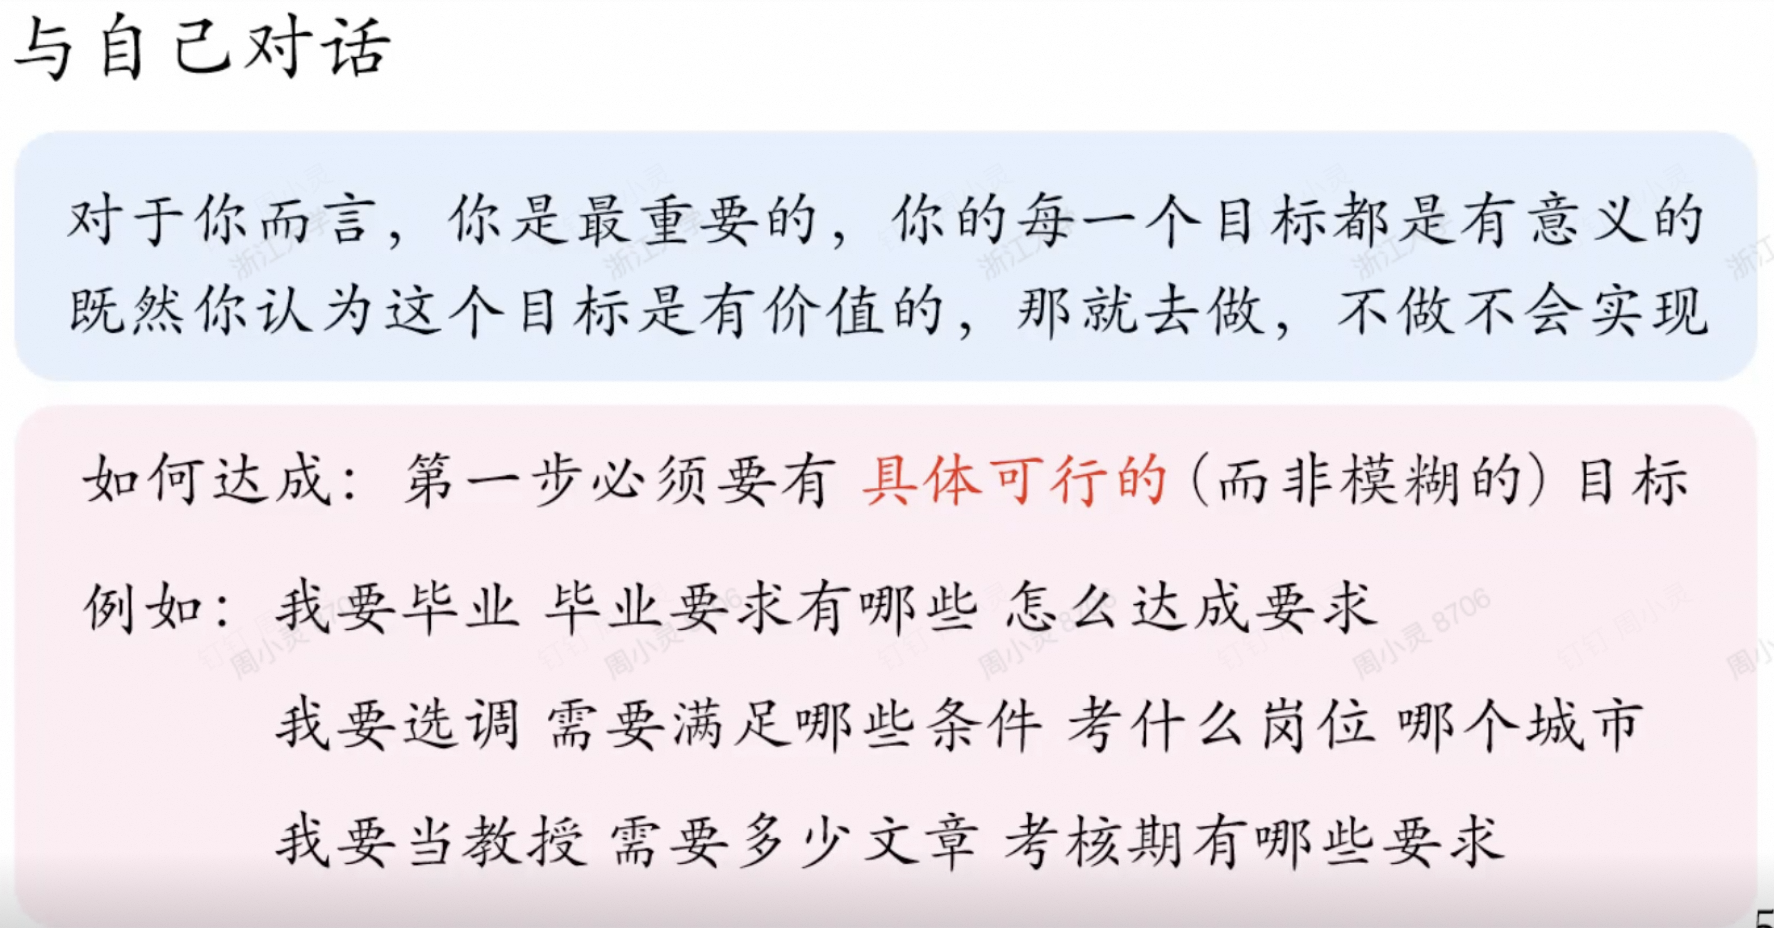 与自己对话
对于你而言，你是最重要的，你的每一个目标都是有意义的
既然你认为这个目标是有价值的，那就去做，不做不会实现
如何达成：第一步必须要有 具体可行的 (而非模糊的) 目标
例如：我要毕业 毕业要求有哪些 怎么达成要求
我要选调 需要满足哪些条件 考什么岗位 哪个城市
我要当教授 需要多少文章 考核期有哪些要求
浙江大学
周小灵 8706
钉钉 周小灵